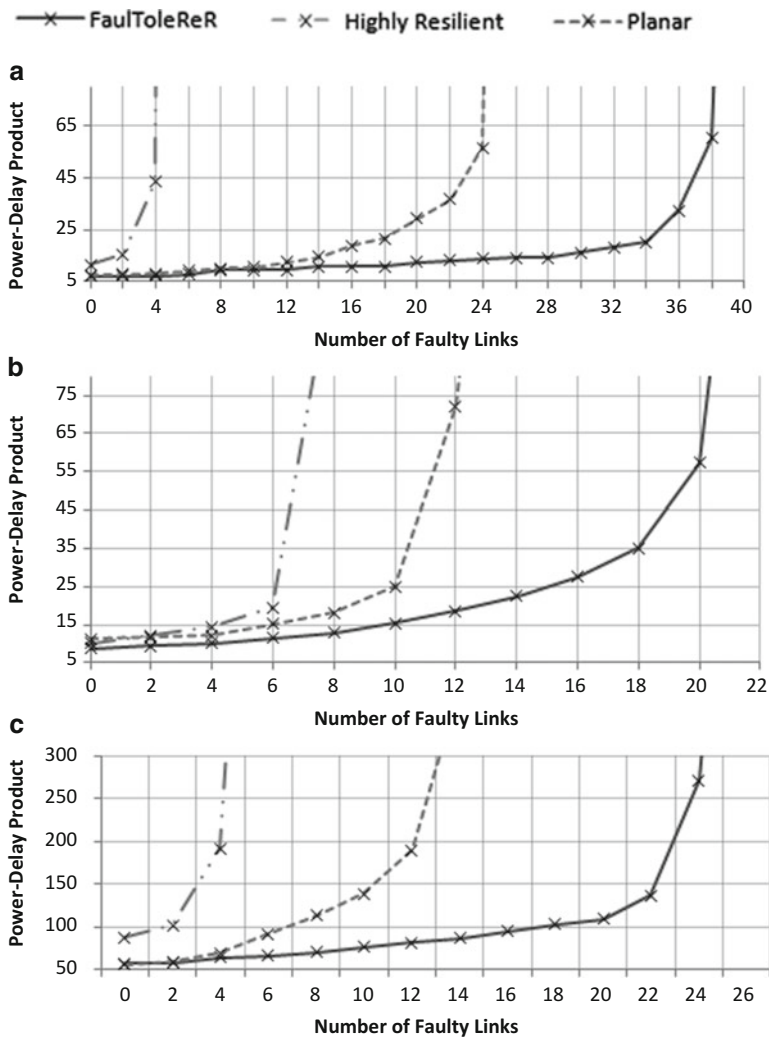 FaulToleReR Highly Resilient Planar
a
Power-Delay Product
65
45
25
5
0 4 8 12 16 20 24 28 32 36 40
Number of Faulty Links
b
Power-Delay Product
75
65
55
45
35
25
15
5
0 2 4 6 8 10 12 14 16 18 20 22
Number of Faulty Links
c
Power-Delay Product
300
250
200
150
100
50
0 2 4 6 8 10 12 14 16 18 20 22 24 26
Number of Faulty Links